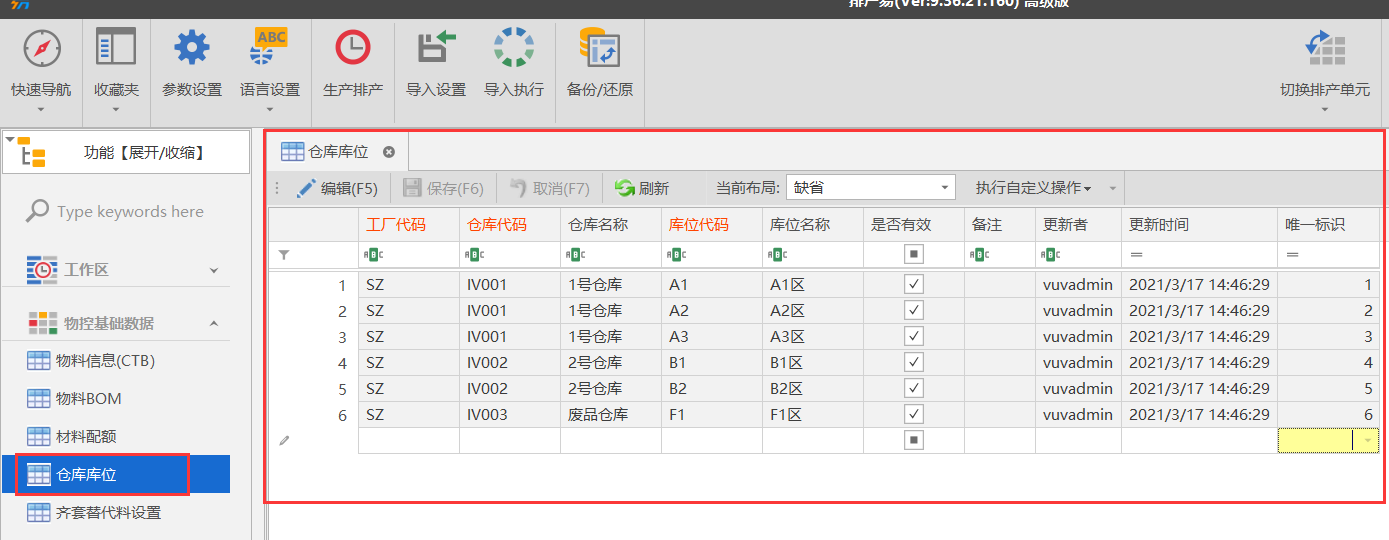 排产易(Ver:9.36.21.160) 高级版
快速导航 收藏夹 参数设置 语言设置 生产排产 导入设置 导入执行 备份/还原 切换排产单元
ABC
功能【展开/收缩】
Type keywords here
工作区
物控基础数据
物料信息(CTB)
物料BOM
材料配额
仓库库位
齐套替代料设置
仓库库位
编辑(F5) 保存(F6) 取消(F7) 刷新 当前布局: 缺省 执行自定义操作
工厂代码 仓库代码 仓库名称 库位代码 库位名称 是否有效 备注 更新者 更新时间 唯一标识
ABC ABC ABC ABC ABC ABC ABC = =
1 SZ IV001 1号仓库 A1 A1区 vuvadmin 2021/3/17 14:46:29 1
2 SZ IV001 1号仓库 A2 A2区 vuvadmin 2021/3/17 14:46:29 2
3 SZ IV001 1号仓库 A3 A3区 vuvadmin 2021/3/17 14:46:29 3
4 SZ IV002 2号仓库 B1 B1区 vuvadmin 2021/3/17 14:46:29 4
5 SZ IV002 2号仓库 B2 B2区 vuvadmin 2021/3/17 14:46:29 5
6 SZ IV003 废品仓库 F1 F1区 vuvadmin 2021/3/17 14:46:29 6